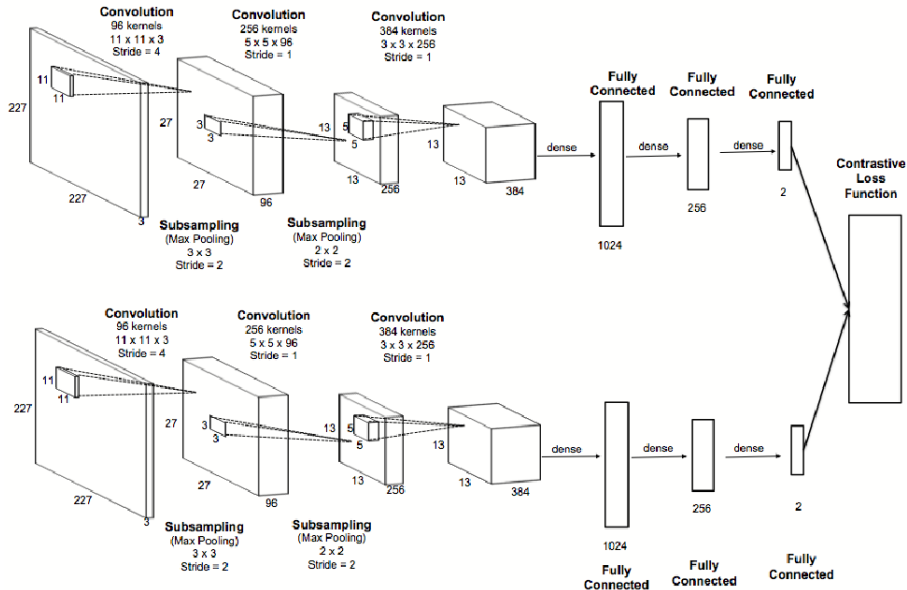 Convolution
96 kernels
11 x 11 x 3
Stride = 4
Convolution
256 kernels
5 x 5 x 96
Stride = 1
Convolution
384 kernels
3 x 3 x 256
Stride = 1
11
11
227
227
3
27
3
3
27
96
13
5
5
13
256
13
13
384
Subsampling
(Max Pooling)
3 x 3
Stride = 2
Subsampling
(Max Pooling)
2 x 2
Stride = 2
dense
Fully
Connected
1024
dense
Fully
Connected
256
dense
Fully
Connected
2
Contrastive
Loss
Function
Convolution
96 kernels
11 x 11 x 3
Stride = 4
Convolution
256 kernels
5 x 5 x 96
Stride = 1
Convolution
384 kernels
3 x 3 x 256
Stride = 1
11
11
227
227
3
27
3
3
27
96
13
5
5
13
256
13
13
384
Subsampling
(Max Pooling)
3 x 3
Stride = 2
Subsampling
(Max Pooling)
2 x 2
Stride = 2
dense
1024
Fully
Connected
dense
256
Fully
Connected
dense
2
Fully
Connected